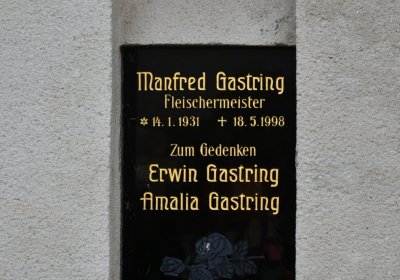 Manfred Gastring
Fleischermeister
✲ 14. 1. 1931 ✝ 18. 5. 1998
Zum Gedenken
Erwin Gastring
Amalia Gastring